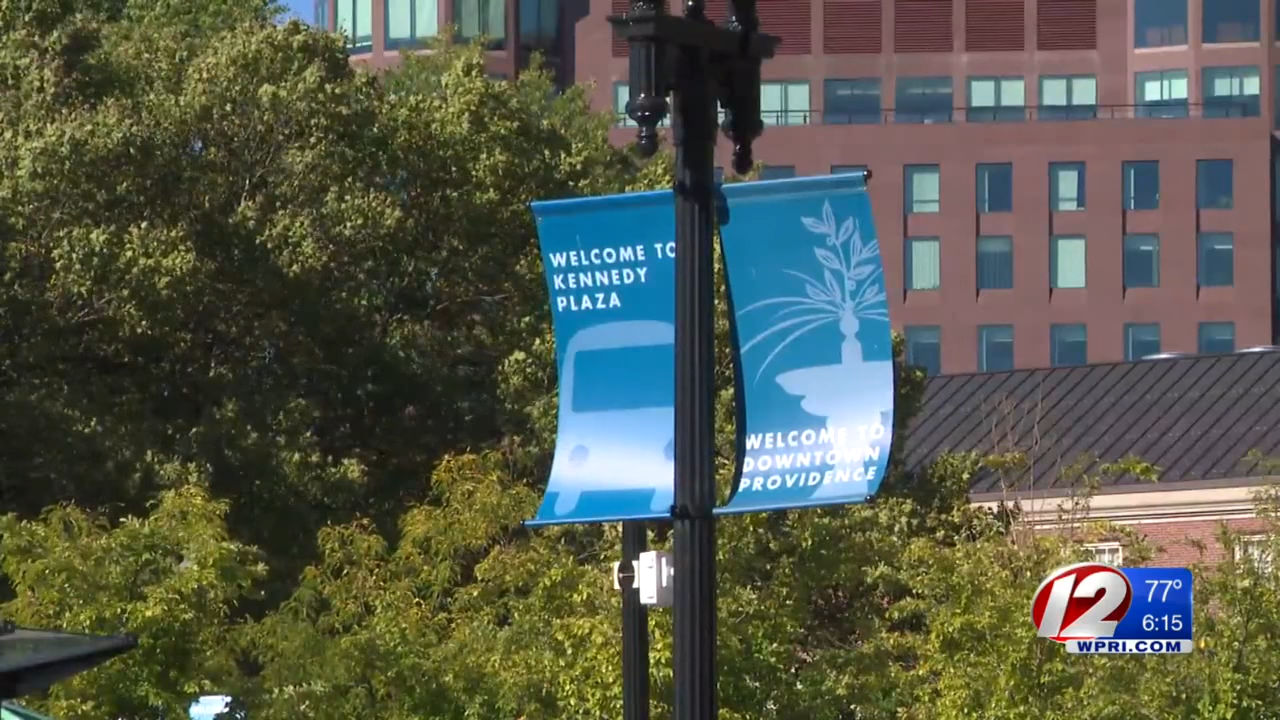 WELCOME TO
KENNEDY
PLAZA
WELCOME TO
DOWNTOWN
PROVIDENCE
12
77°
6:15
WPRI.COM